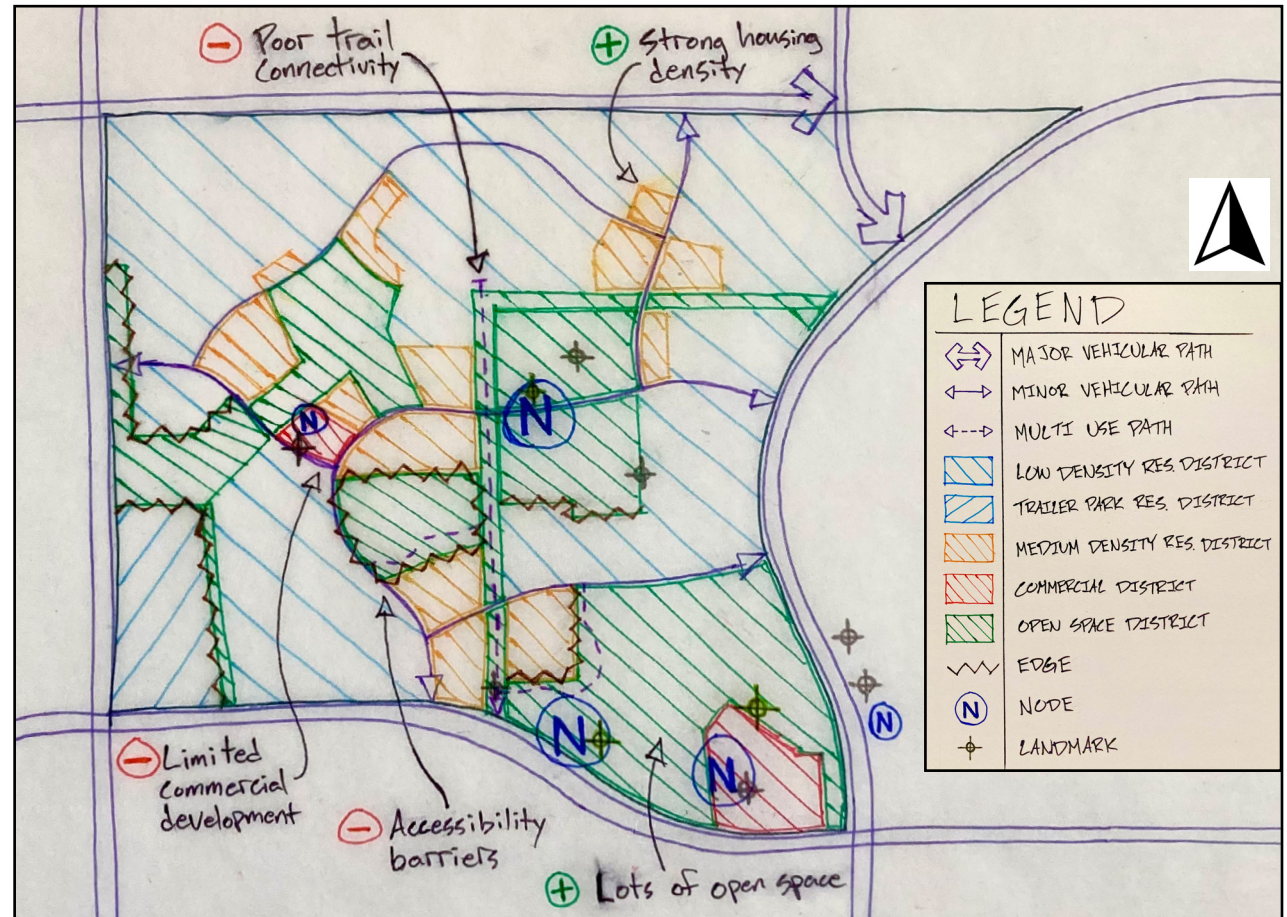 Poor trail
connectivity
Strong housing
density
N
N
N
N
N
Limited
commercial
development
Accessibility
barriers
Lots of open space
LEGEND
MAJOR VEHICULAR PATH
MINOR VEHICULAR PATH
MULTI USE PATH
LOW DENSITY RES. DISTRICT
TRAILER PARK RES. DISTRICT
MEDIUM DENSITY RES. DISTRICT
COMMERCIAL DISTRICT
OPEN SPACE DISTRICT
EDGE
N NODE
LANDMARK